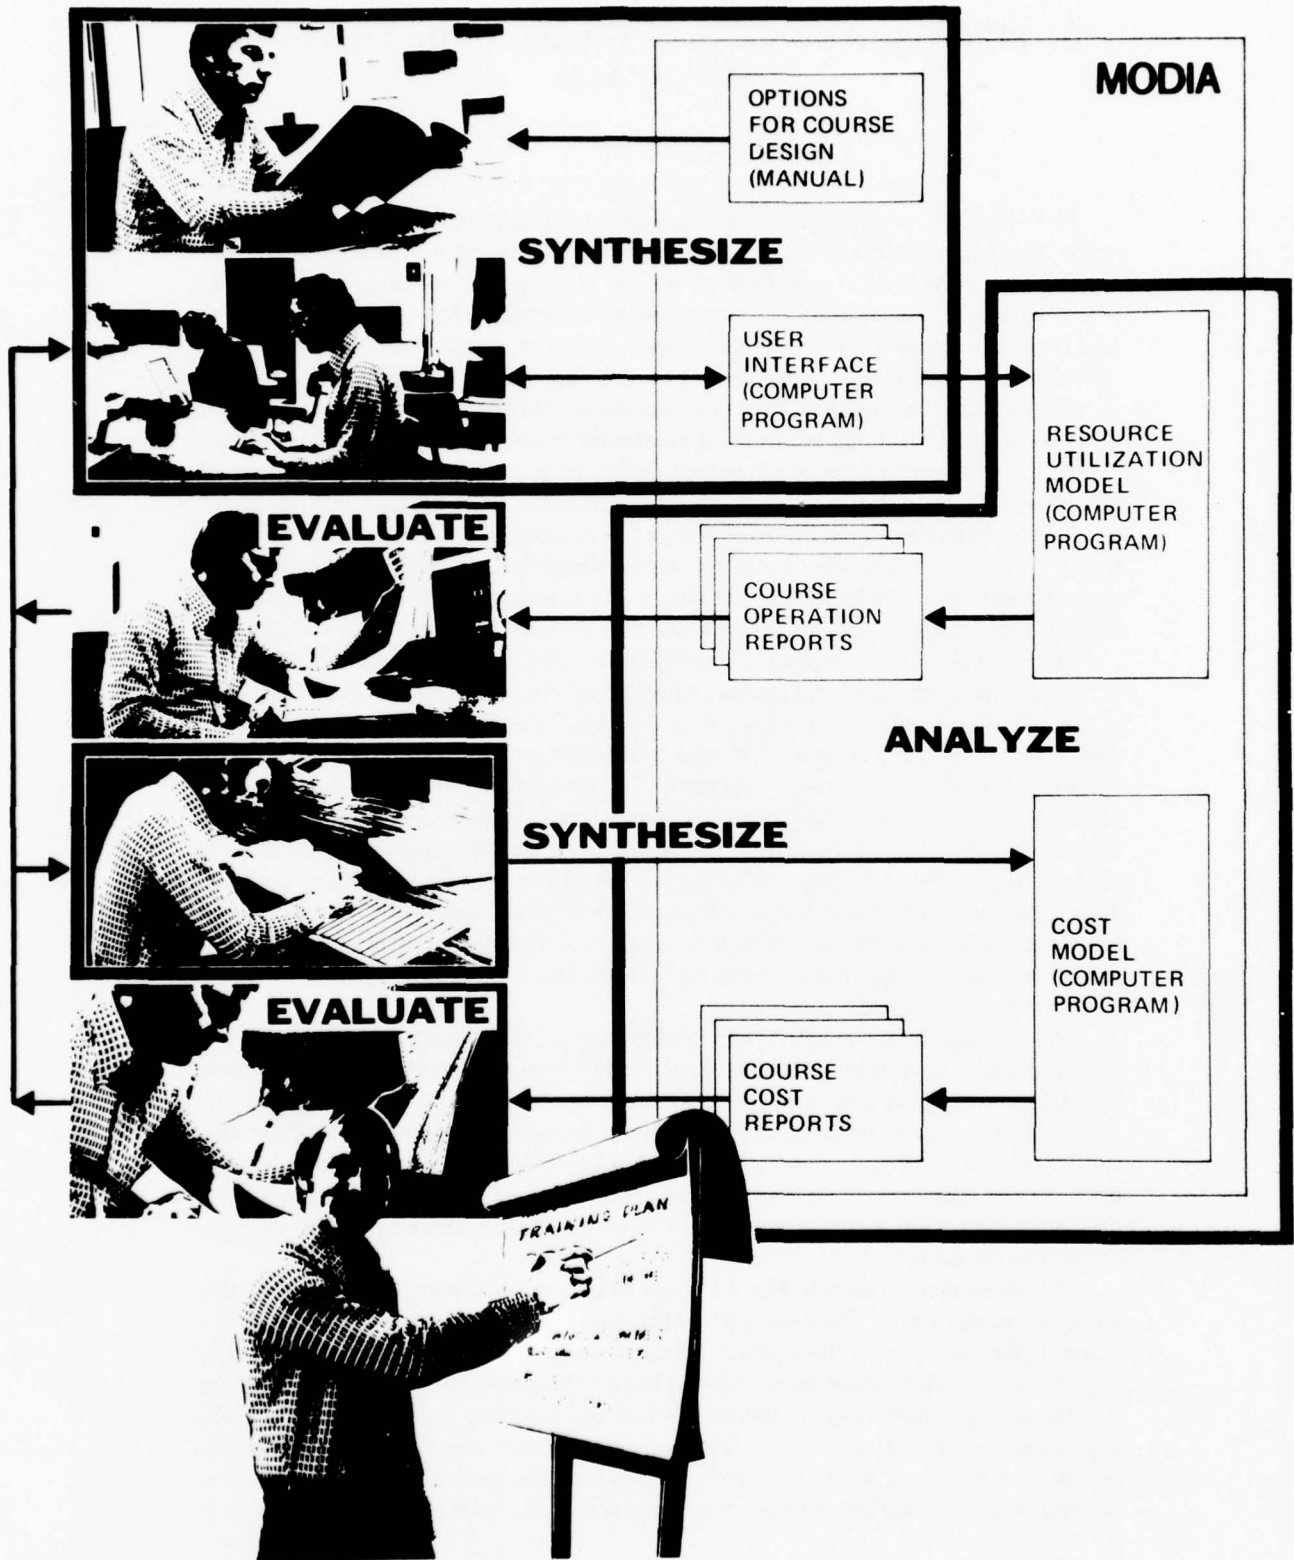 MODIA
OPTIONS
FOR COURSE
DESIGN
(MANUAL)
SYNTHESIZE
USER
INTERFACE
(COMPUTER
PROGRAM)
RESOURCE
UTILIZATION
MODEL
(COMPUTER
PROGRAM)
EVALUATE
COURSE
OPERATION
REPORTS
ANALYZE
SYNTHESIZE
COST
MODEL
(COMPUTER
PROGRAM)
EVALUATE
COURSE
COST
REPORTS
TRAINING PLAN